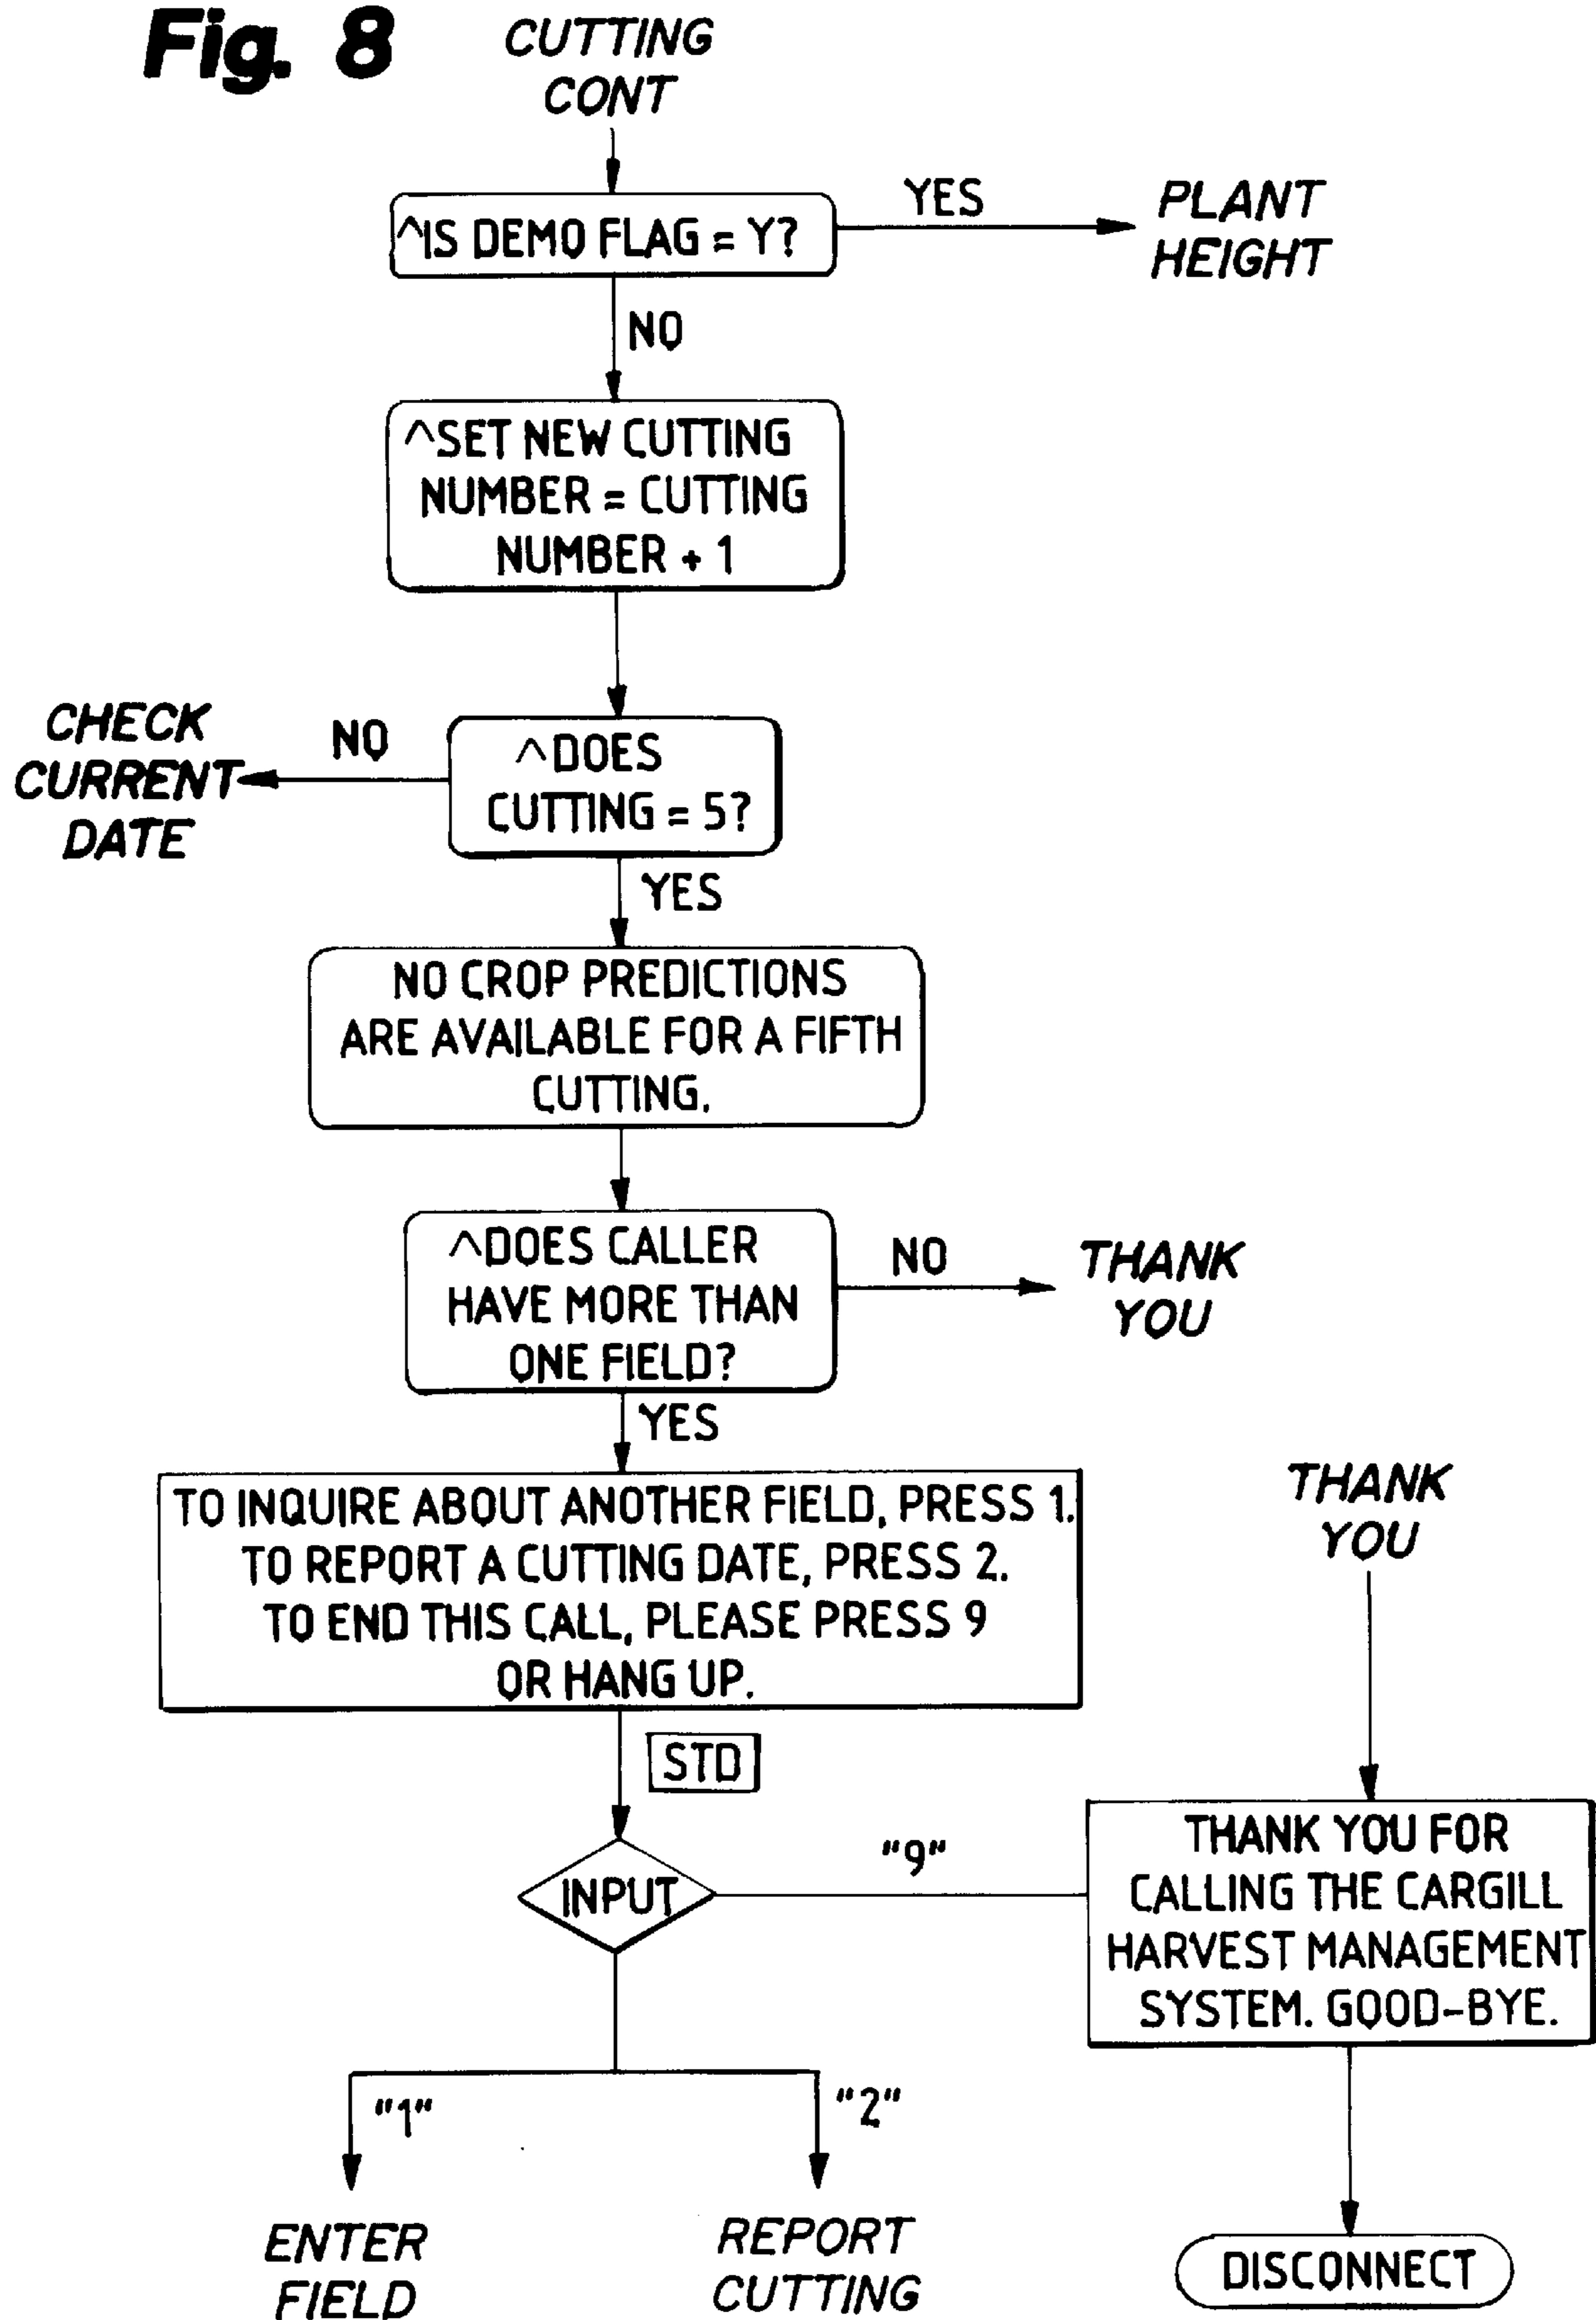 Fig. 8
CUTTING
CONT
^IS DEMO FLAG = Y?
YES
PLANT
HEIGHT
NO
^SET NEW CUTTING
NUMBER = CUTTING
NUMBER + 1
CHECK
CURRENT
DATE
NO
^DOES
CUTTING = 5?
YES
NO CROP PREDICTIONS
ARE AVAILABLE FOR A FIFTH
CUTTING.
^DOES CALLER
HAVE MORE THAN
ONE FIELD?
NO
THANK
YOU
YES
TO INQUIRE ABOUT ANOTHER FIELD, PRESS 1.
TO REPORT A CUTTING DATE, PRESS 2.
TO END THIS CALL, PLEASE PRESS 9
OR HANG UP.
THANK
YOU
STD
INPUT
"9"
THANK YOU FOR
CALLING THE CARGILL
HARVEST MANAGEMENT
SYSTEM. GOOD-BYE.
"1"
"2"
ENTER
FIELD
REPORT
CUTTING
DISCONNECT